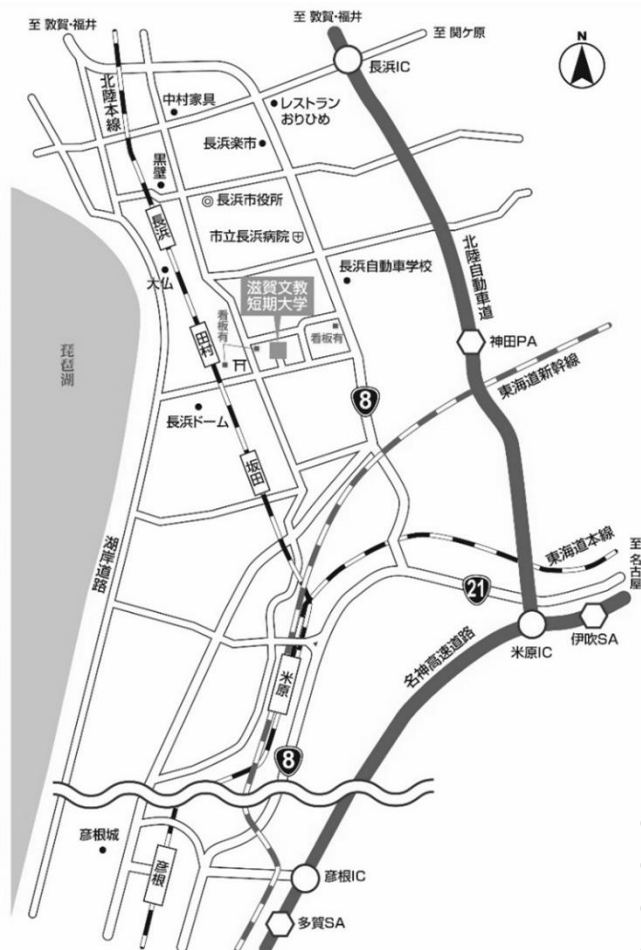 至 敦賀・福井
至 敦賀・福井
至 関ケ原
N
長浜IC
北陸本線
中村家具
レストラン
おりひめ
長浜楽市
黒壁
長浜市役所
長浜
市立長浜病院
北陸自動車道
大仏
長浜自動車学校
滋賀文教
短期大学
田村
看板有
看板有
神田PA
琵琶湖
東海道新幹線
8
長浜ドーム
坂田
湖岸道路
東海道本線
至 名古屋
21
伊吹SA
米原IC
名神高速道路
米原
8
彦根城
彦根
彦根IC
多賀SA